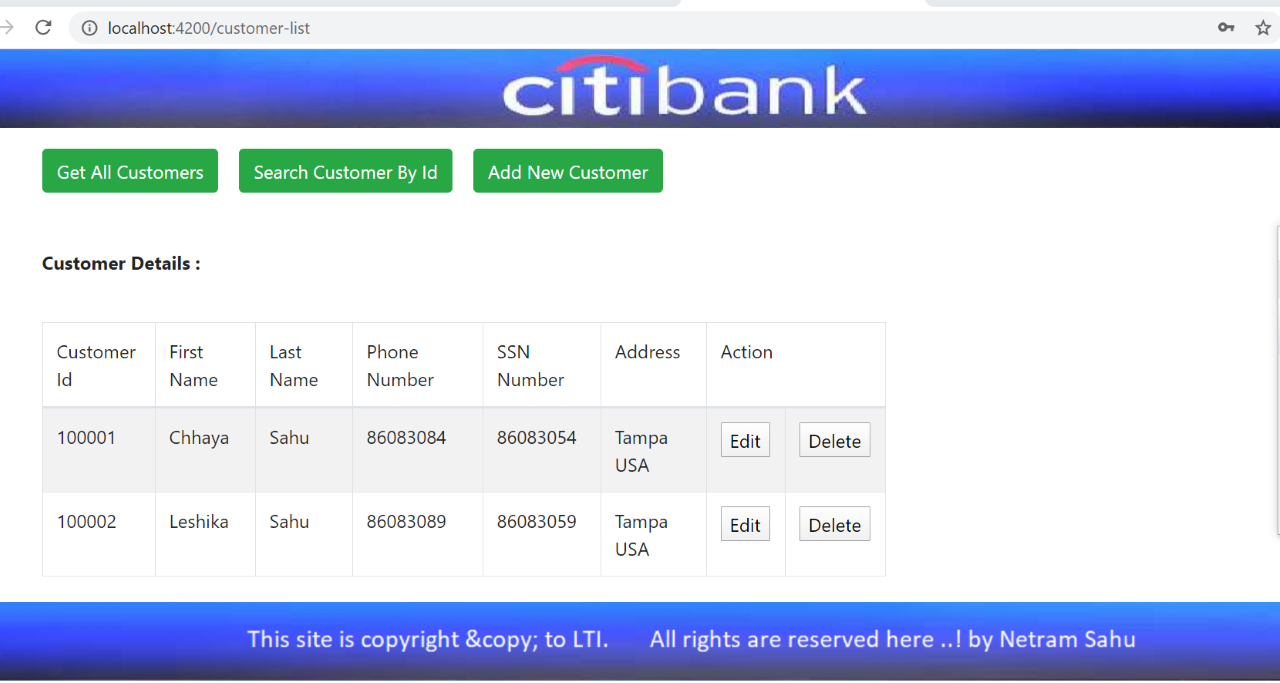 localhost:4200/customer-list
citibank
Get All Customers Search Customer By Id Add New Customer
Customer Details :
Customer Id First Name Last Name Phone Number SSN Number Address Action
100001 Chhaya Sahu 86083084 86083054 Tampa USA Edit Delete
100002 Leshika Sahu 86083089 86083059 Tampa USA Edit Delete
This site is copyright &copy; to LTI. All rights are reserved here ..! by Netram Sahu